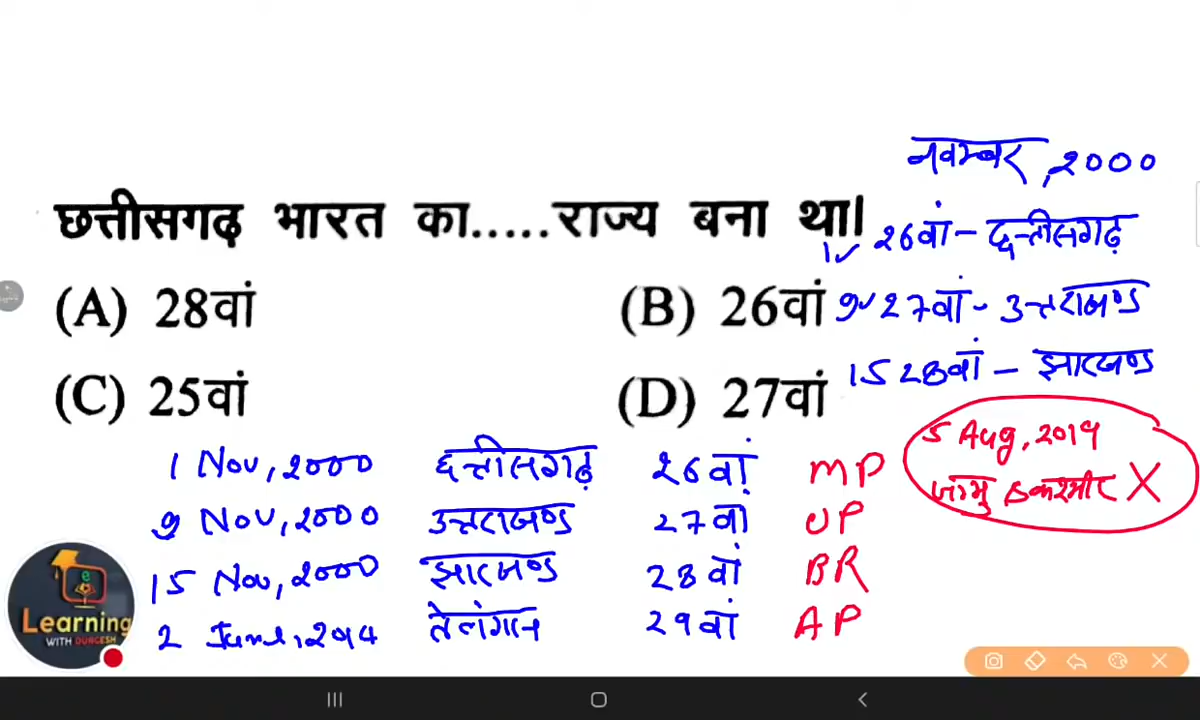 नवम्बर, 2000
छत्तीसगढ़ भारत का.....राज्य बना था।
1 26वां - छत्तीसगढ़
(A) 28वां (B) 26वां
9 27वां - उत्तराखण्ड
(C) 25वां (D) 27वां
15 28वां - झारखण्ड
5 Aug, 2019
जम्मु & कश्मीर X
1 Nov, 2000 छत्तीसगढ़ 26वां MP
9 Nov, 2000 उत्तराखण्ड 27वां UP
15 Nov, 2000 झारखण्ड 28वां BR
2 June, 2014 तेलंगाना 29वां AP
e
Learning
WITH DURGESH